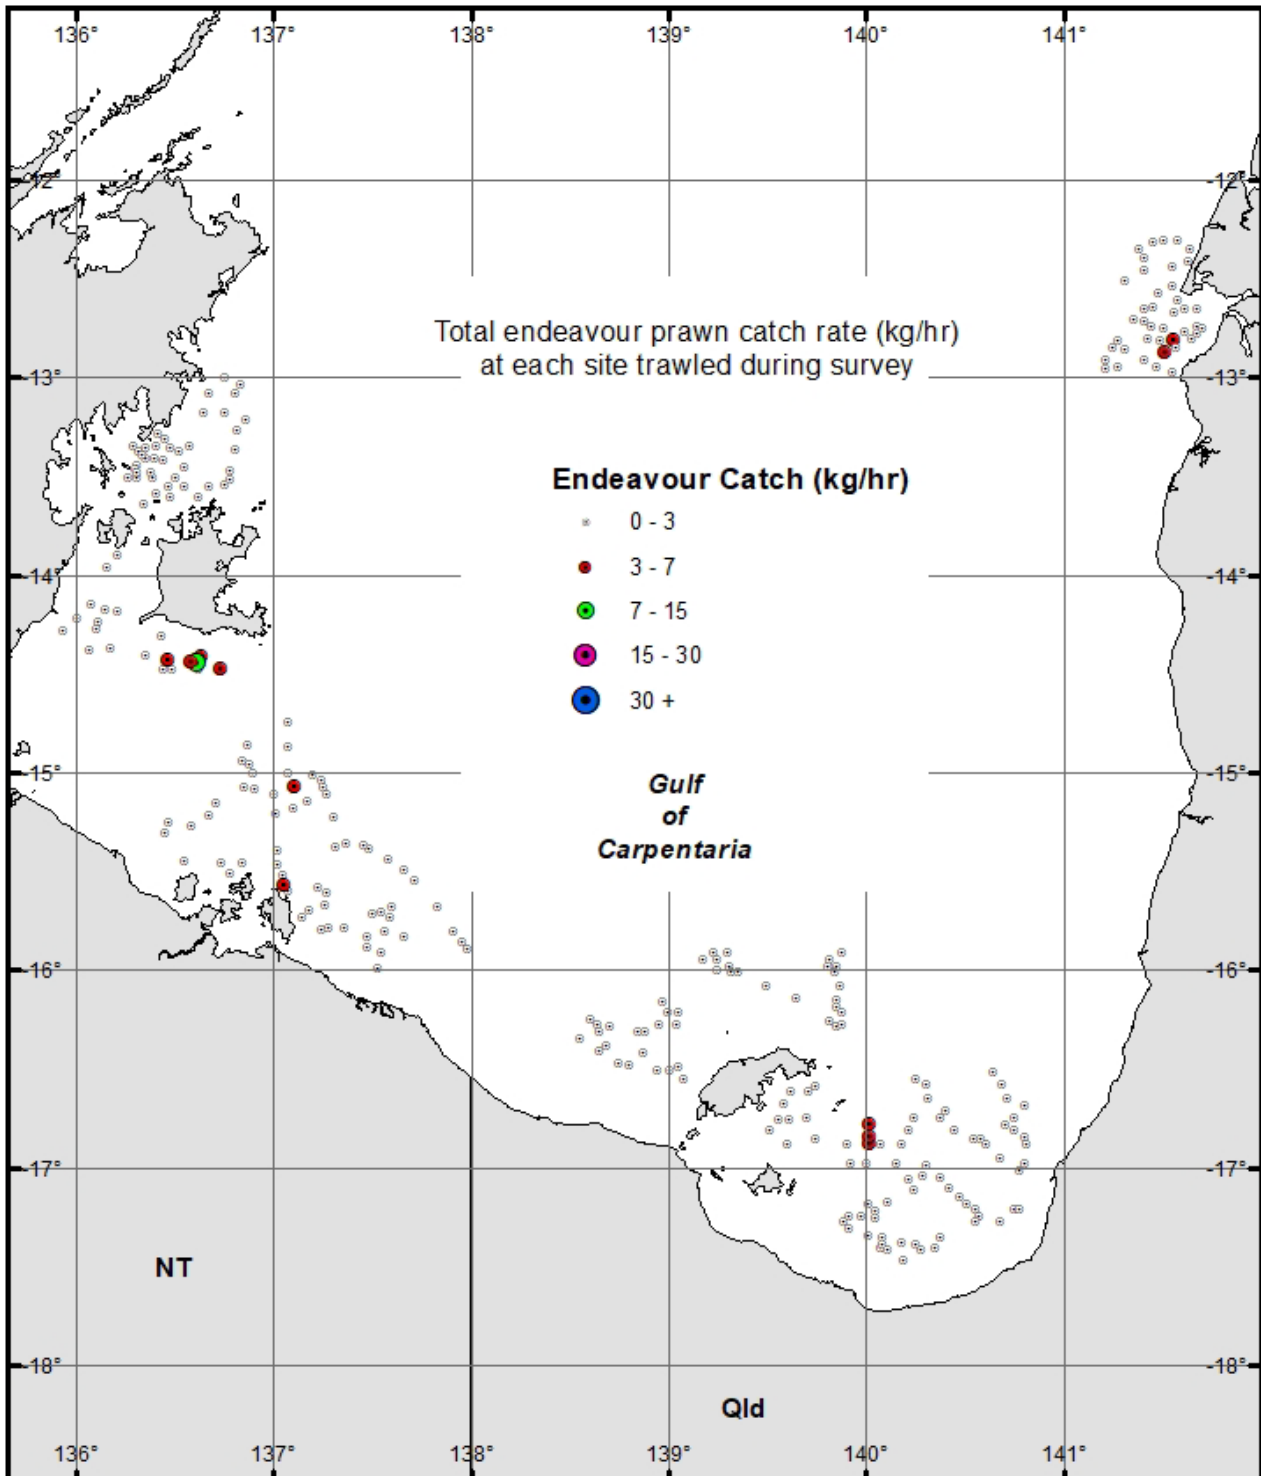 136° 137° 138° 139° 140° 141°
-12° -12°
Total endeavour prawn catch rate (kg/hr)
at each site trawled during survey
-13° -13°
Endeavour Catch (kg/hr)
0 - 3
3 - 7
-14° -14°
7 - 15
15 - 30
30 +
-15° -15°
Gulf
of
Carpentaria
-16° -16°
-17° -17°
NT
-18° -18°
Qld
136° 137° 138° 139° 140° 141°